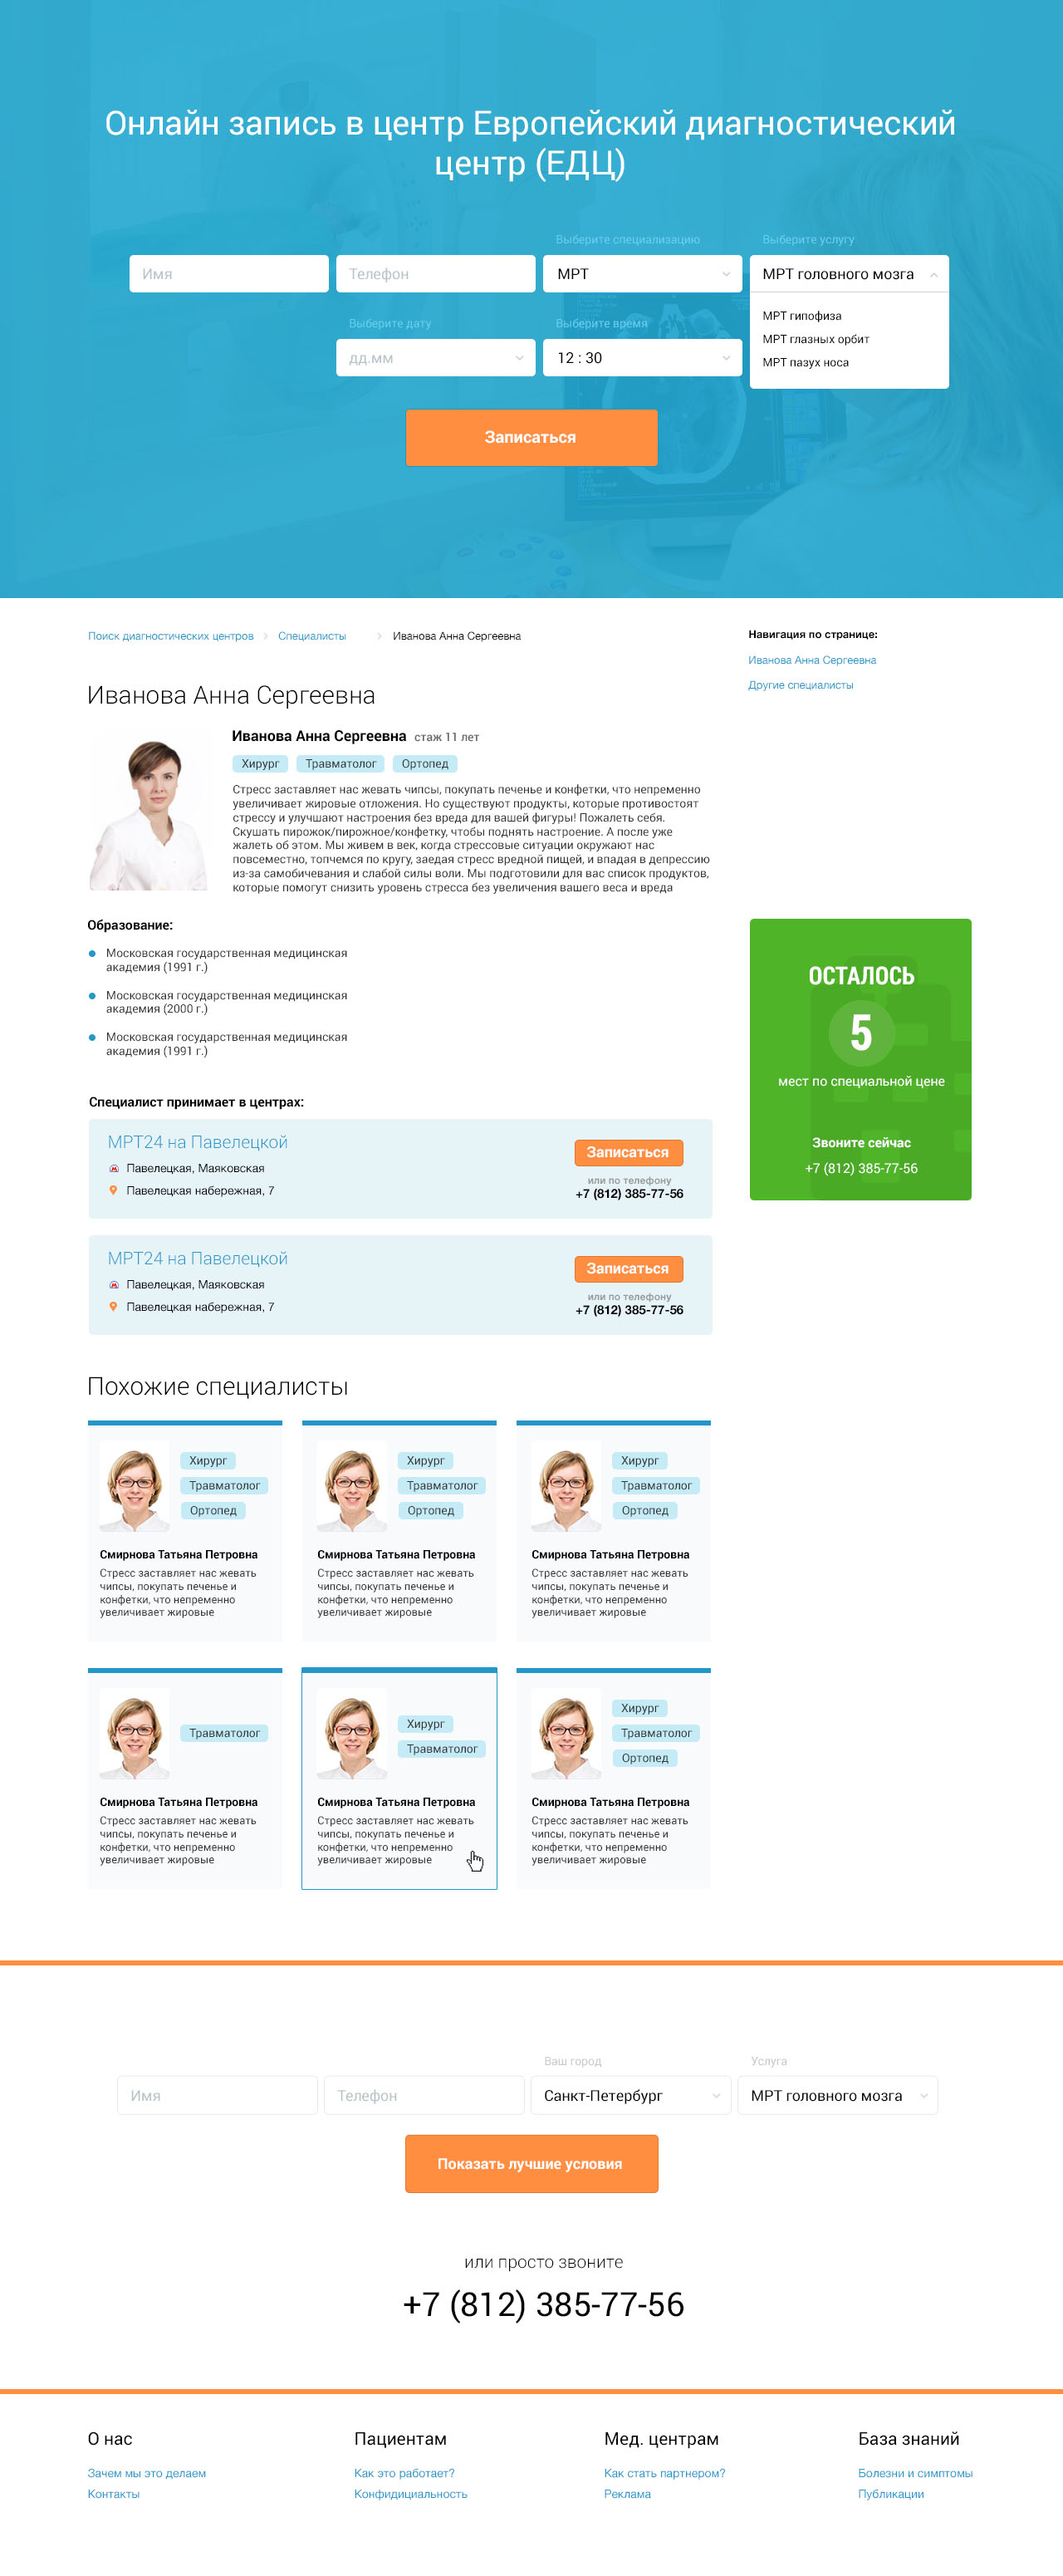 Онлайн запись в центр Европейский диагностический
центр (ЕДЦ)
Выберите специализацию
Выберите услугу
Имя
Телефон
МРТ
МРТ головного мозга
МРТ гипофиза
МРТ глазных орбит
МРТ пазух носа
Выберите дату
Выберите время
дд.мм
12 : 30
Записаться
Поиск диагностических центров
Специалисты
Иванова Анна Сергеевна
Навигация по странице:
Иванова Анна Сергеевна
Другие специалисты
Иванова Анна Сергеевна
Иванова Анна Сергеевна стаж 11 лет
Хирург Травматолог Ортопед
Стресс заставляет нас жевать чипсы, покупать печенье и конфетки, что непременно
увеличивает жировые отложения. Но существуют продукты, которые противостоят
стрессу и улучшают настроения без вреда для вашей фигуры! Пожалеть себя.
Скушать пирожок/пирожное/конфетку, чтобы поднять настроение. А после уже
жалеть об этом. Мы живем в век, когда стрессовые ситуации окружают нас
повсеместно, топчемся по кругу, заедая стресс вредной пищей, и впадая в депрессию
из-за самобичевания и слабой силы воли. Мы подготовили для вас список продуктов,
которые помогут снизить уровень стресса без увеличения вашего веса и вреда
Образование:
Московская государственная медицинская
академия (1991 г.)
Московская государственная медицинская
академия (2000 г.)
Московская государственная медицинская
академия (1991 г.)
ОСТАЛОСЬ
5
мест по специальной цене
Звоните сейчас
+7 (812) 385-77-56
Специалист принимает в центрах:
МРТ24 на Павелецкой
Павелецкая, Маяковская
Павелецкая набережная, 7
Записаться
или по телефону
+7 (812) 385-77-56
МРТ24 на Павелецкой
Павелецкая, Маяковская
Павелецкая набережная, 7
Записаться
или по телефону
+7 (812) 385-77-56
Похожие специалисты
Хирург
Травматолог
Ортопед
Смирнова Татьяна Петровна
Стресс заставляет нас жевать
чипсы, покупать печенье и
конфетки, что непременно
увеличивает жировые
Хирург
Травматолог
Ортопед
Смирнова Татьяна Петровна
Стресс заставляет нас жевать
чипсы, покупать печенье и
конфетки, что непременно
увеличивает жировые
Хирург
Травматолог
Ортопед
Смирнова Татьяна Петровна
Стресс заставляет нас жевать
чипсы, покупать печенье и
конфетки, что непременно
увеличивает жировые
Травматолог
Смирнова Татьяна Петровна
Стресс заставляет нас жевать
чипсы, покупать печенье и
конфетки, что непременно
увеличивает жировые
Хирург
Травматолог
Смирнова Татьяна Петровна
Стресс заставляет нас жевать
чипсы, покупать печенье и
конфетки, что непременно
увеличивает жировые
Хирург
Травматолог
Ортопед
Смирнова Татьяна Петровна
Стресс заставляет нас жевать
чипсы, покупать печенье и
конфетки, что непременно
увеличивает жировые
Ваш город
Услуга
Имя
Телефон
Санкт-Петербург
МРТ головного мозга
Показать лучшие условия
или просто звоните
+7 (812) 385-77-56
О нас
Зачем мы это делаем
Контакты
Пациентам
Как это работает?
Конфидициальность
Мед. центрам
Как стать партнером?
Реклама
База знаний
Болезни и симптомы
Публикации